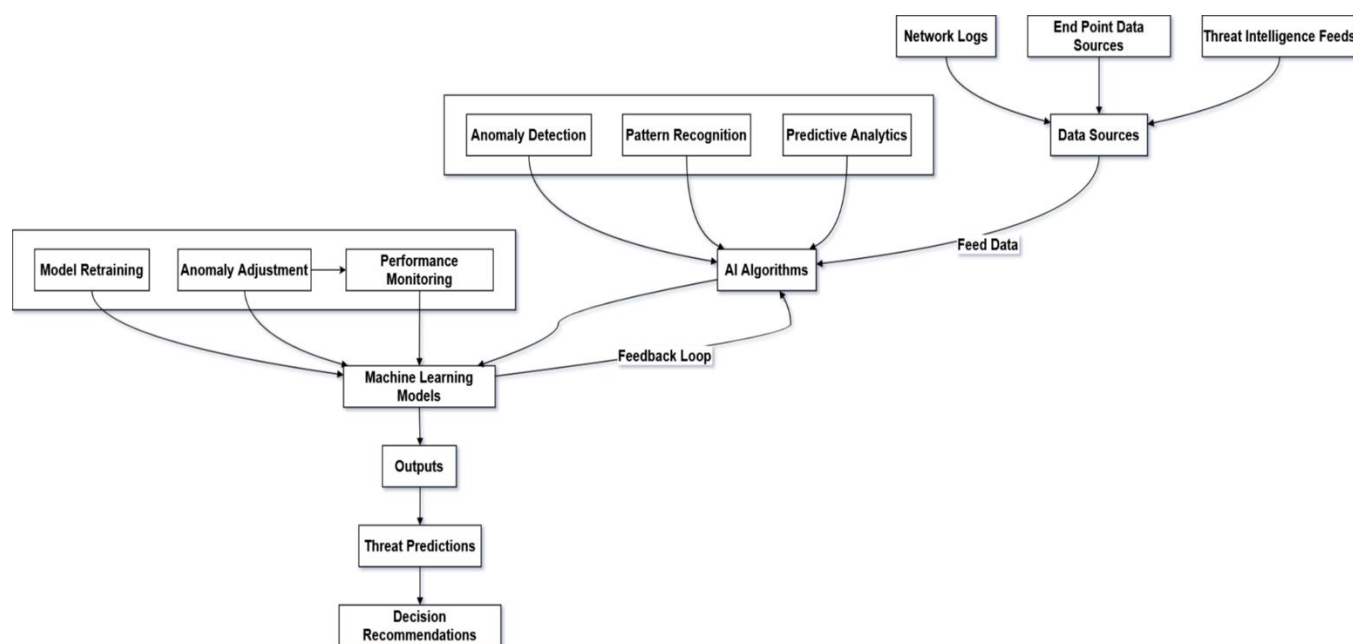 Network Logs
End Point Data
Sources
Threat Intelligence Feeds
Anomaly Detection
Pattern Recognition
Predictive Analytics
Data Sources
Feed Data
Model Retraining
Anomaly Adjustment
Performance
Monitoring
AI Algorithms
Feedback Loop
Machine Learning
Models
Outputs
Threat Predictions
Decision
Recommendations